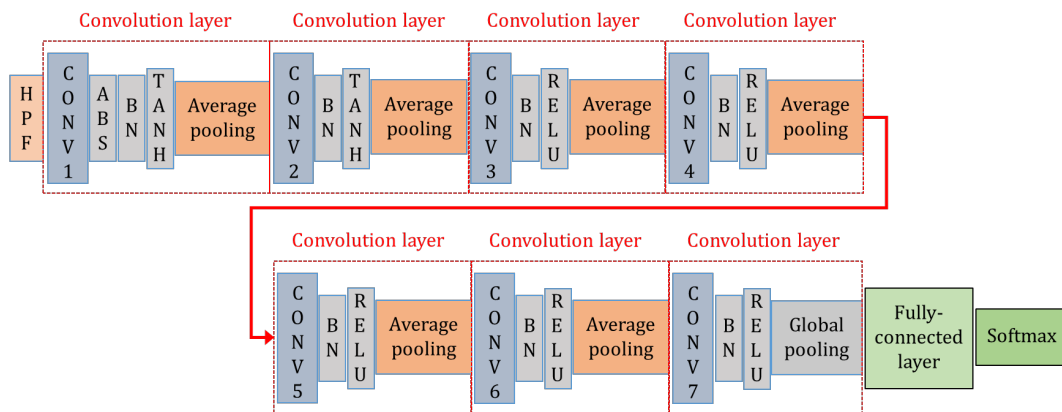 Convolution layer Convolution layer Convolution layer Convolution layer
HPF
CONV1
ABS
BN
TANH
Average
pooling
CONV2
BN
TANH
Average
pooling
CONV3
BN
RELU
Average
pooling
CONV4
BN
RELU
Average
pooling
Convolution layer Convolution layer Convolution layer
CONV5
BN
RELU
Average
pooling
CONV6
BN
RELU
Average
pooling
CONV7
BN
RELU
Global
pooling
Fully-
connected
layer
Softmax